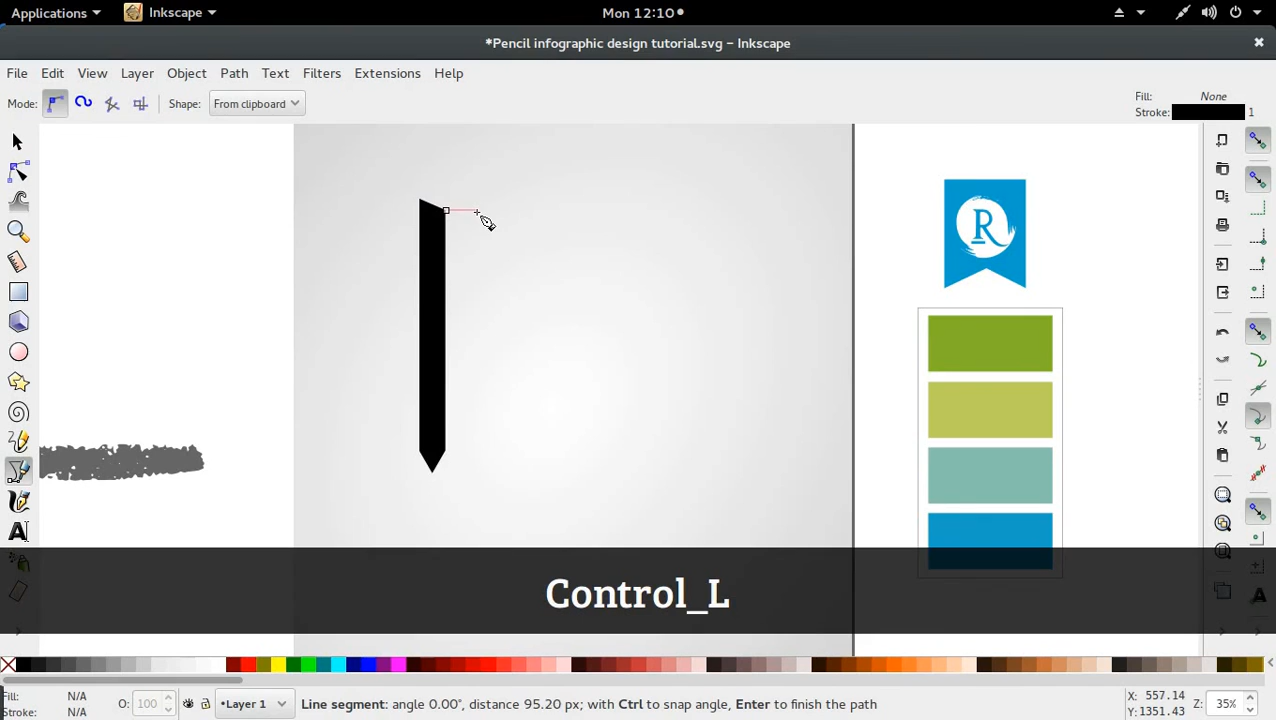 Applications Inkscape Mon 12:10
*Pencil infographic design tutorial.svg – Inkscape
File Edit View Layer Object Path Text Filters Extensions Help
Mode: Shape: From clipboard Fill: None
Stroke: 1
R
Control_L
Fill: N/A O: 100 •Layer 1 Line segment: angle 0.00°, distance 95.20 px; with Ctrl to snap angle, Enter to finish the path X: 557.14 Z: 35%
Stroke: N/A Y: 1351.43